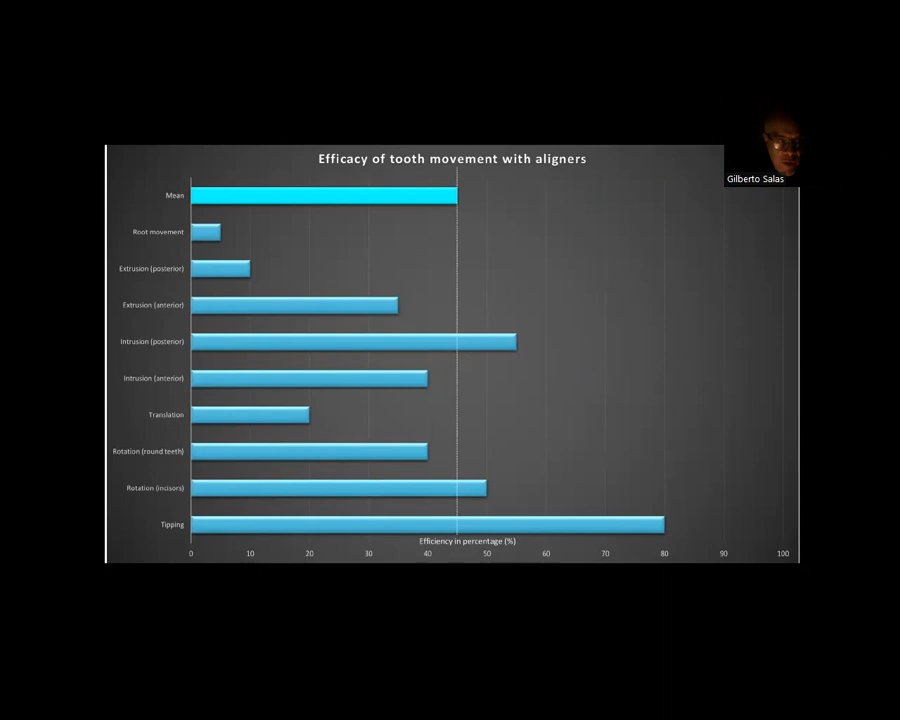 Efficacy of tooth movement with aligners
Gilberto Salas
Mean
Root movement
Extrusion (posterior)
Extrusion (anterior)
Intrusion (posterior)
Intrusion (anterior)
Translation
Rotation (round teeth)
Rotation (incisors)
Tipping
Efficiency in percentage (%)
0 10 20 30 40 50 60 70 80 90 100